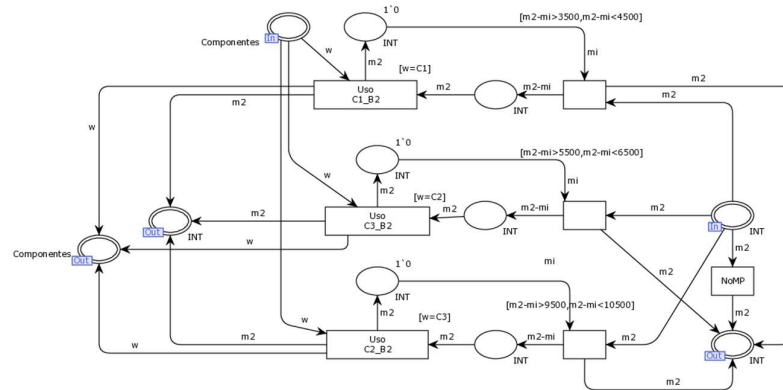 1`0
[m2-mi>3500,m2-mi<4500]
Componentes
In
INT
w
m2
mi
[w=C1]
Uso
C1_B2
m2
m2-mi
m2
INT
m2
m2
w
1`0
[m2-mi>5500,m2-mi<6500]
INT
w
m2
mi
[w=C2]
Uso
C3_B2
m2
m2-mi
m2
INT
m2
Out
INT
In
INT
w
Componentes
Out
m2
m2
NoMP
m2
1`0
mi
INT
[m2-mi>9500,m2-mi<10500]
w
m2
[w=C3]
Uso
C2_B2
m2
m2-mi
m2
INT
m2
w
Out
INT
m2